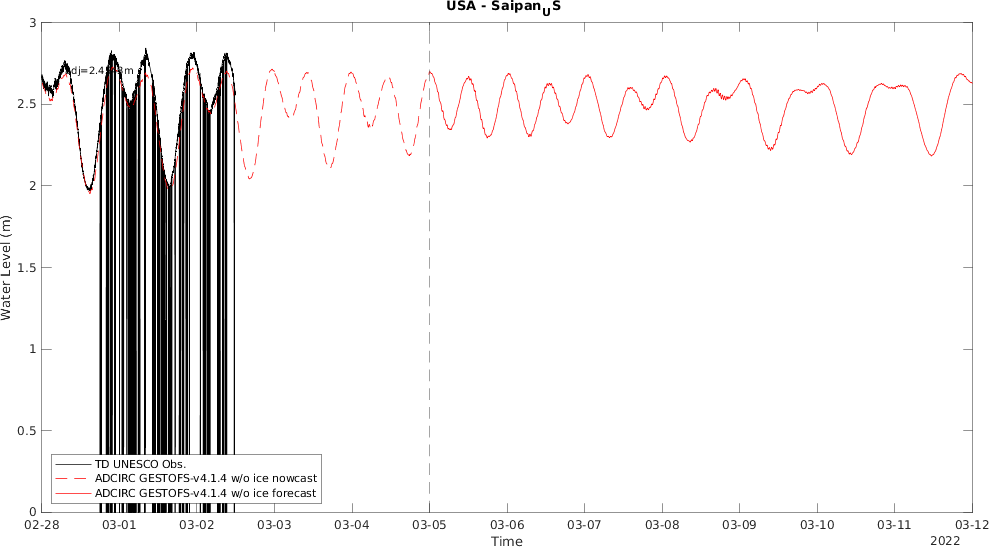 USA - SaipanUS
3
2.5
2
1.5
1
0.5
0
Water Level (m)
TD UNESCO Obs.
ADCIRC GESTOFS-v4.1.4 w/o ice nowcast
ADCIRC GESTOFS-v4.1.4 w/o ice forecast
02-28 03-01 03-02 03-03 03-04 03-05 03-06 03-07 03-08 03-09 03-10 03-11 03-12
Time
2022